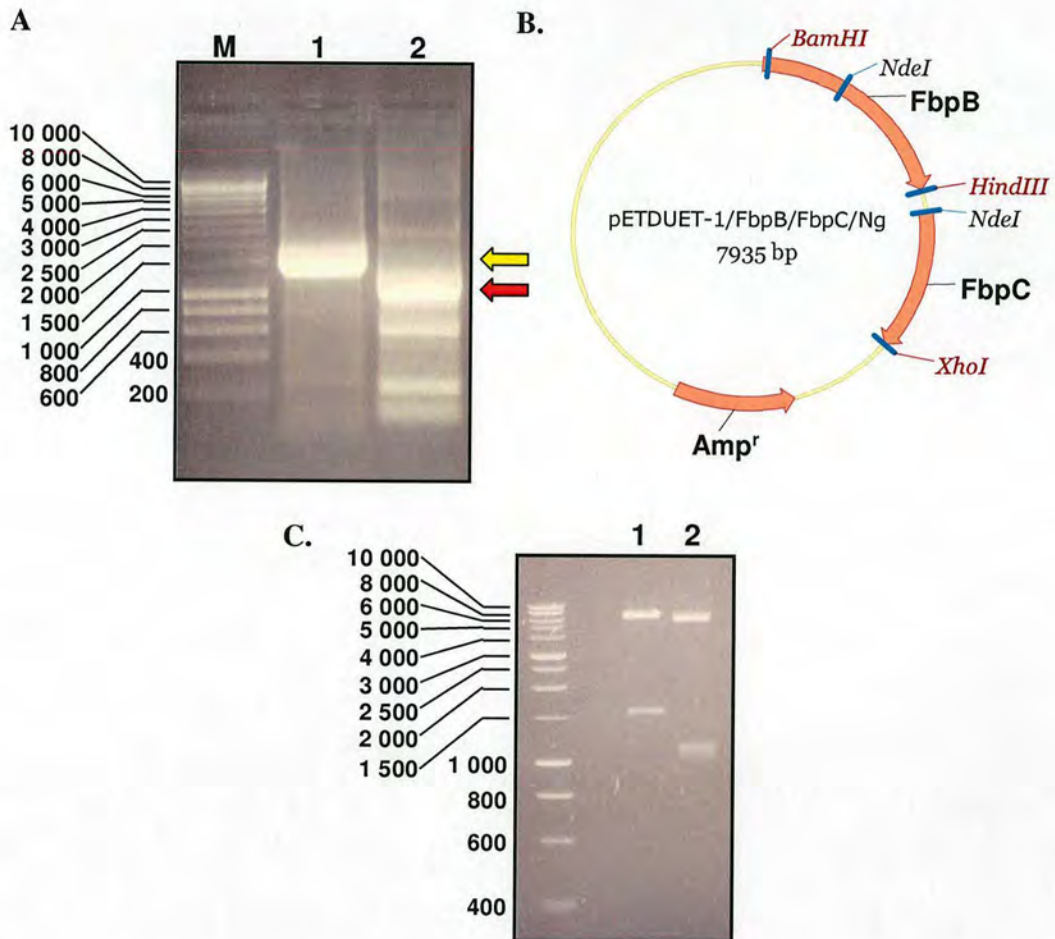 A
M 1 2
10 000
8 000
6 000
5 000
4 000
3 000
2 500
2 000
1 500
1 000
800
600
400
200
B.
BamHI
NdeI
FbpB
HindIII
NdeI
FbpC
XhoI
Ampr
pETDUET-1/FbpB/FbpC/Ng
7935 bp
C.
1 2
10 000
8 000
6 000
5 000
4 000
3 000
2 500
2 000
1 500
1 000
800
600
400